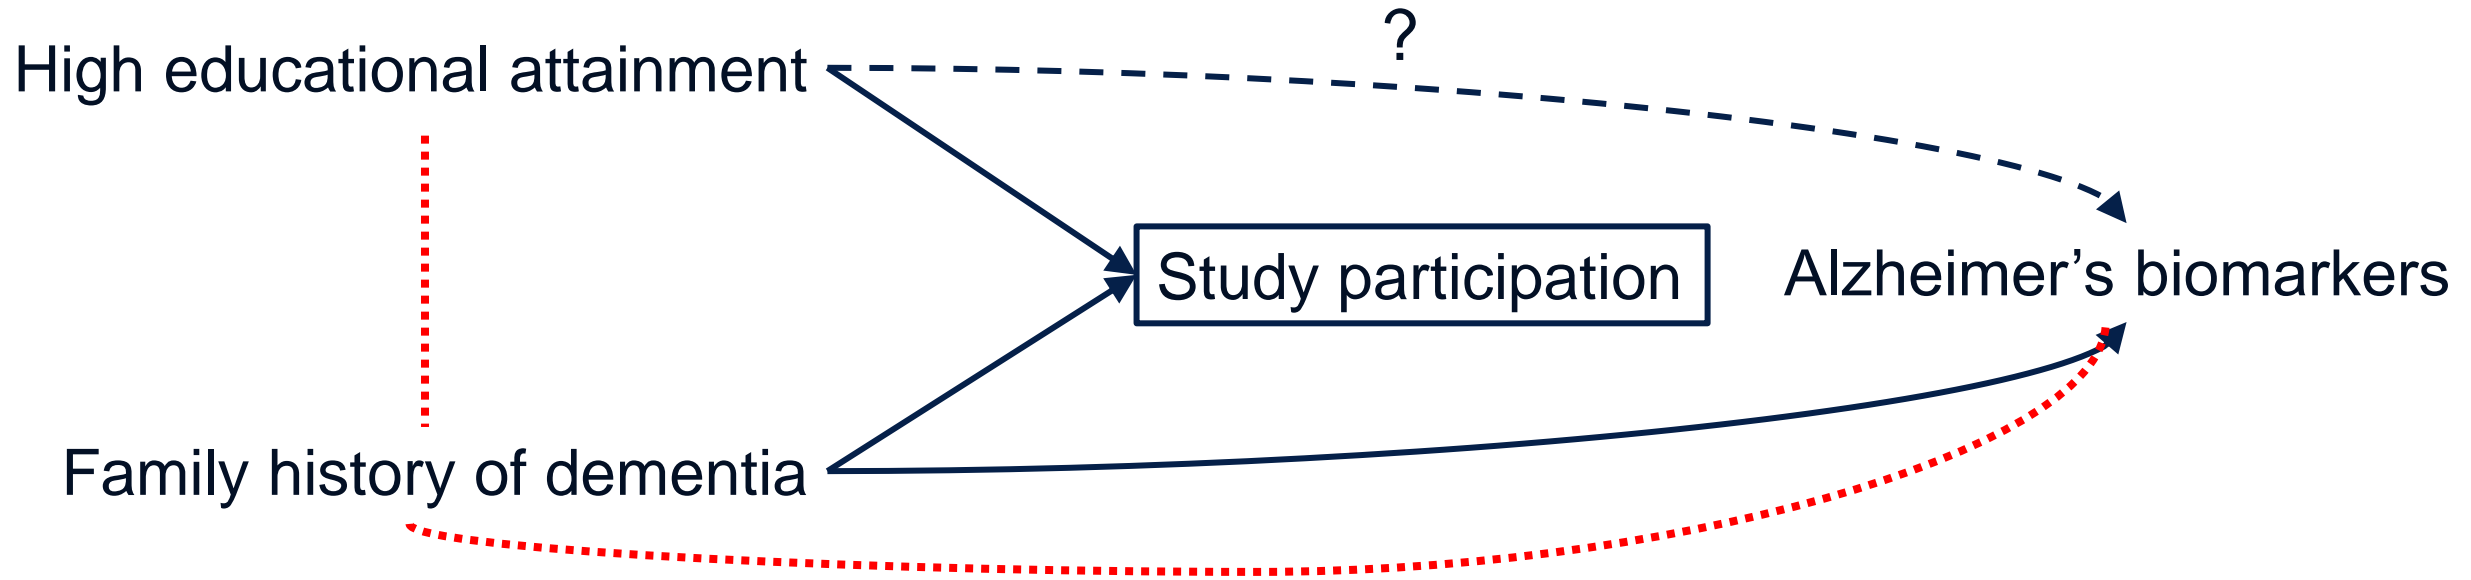 ?
High educational attainment
Study participation
Alzheimer’s biomarkers
Family history of dementia